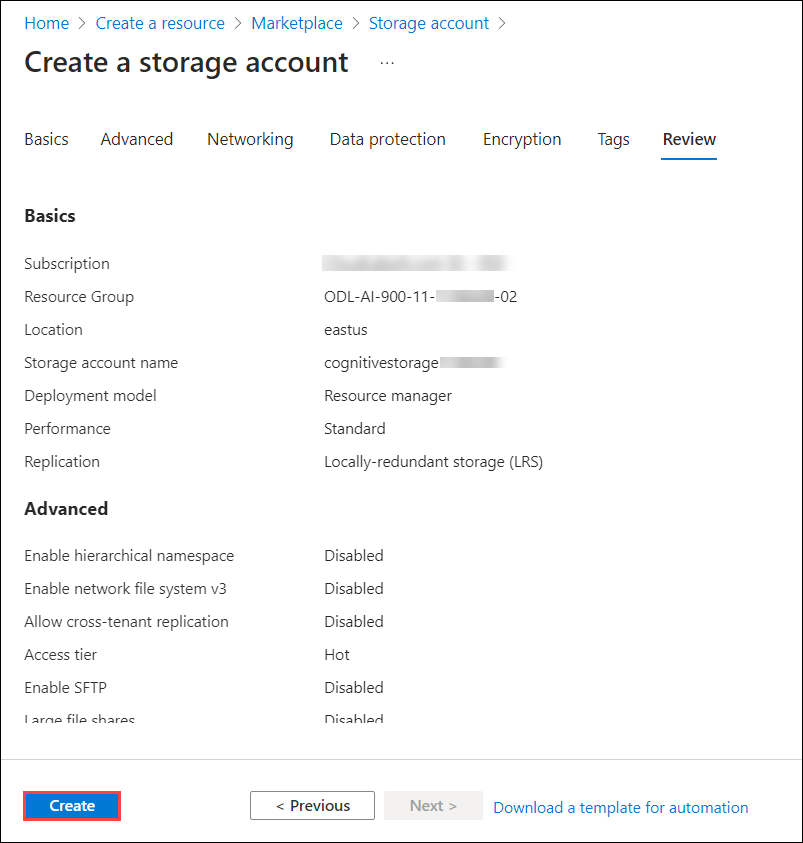 Home > Create a resource > Marketplace > Storage account >
Create a storage account ...
Basics Advanced Networking Data protection Encryption Tags Review
Basics
Subscription
Resource Group ODL-AI-900-11- -02
Location eastus
Storage account name cognitivestorage
Deployment model Resource manager
Performance Standard
Replication Locally-redundant storage (LRS)
Advanced
Enable hierarchical namespace Disabled
Enable network file system v3 Disabled
Allow cross-tenant replication Disabled
Access tier Hot
Enable SFTP Disabled
Large file shares Disabled
Create < Previous Next > Download a template for automation